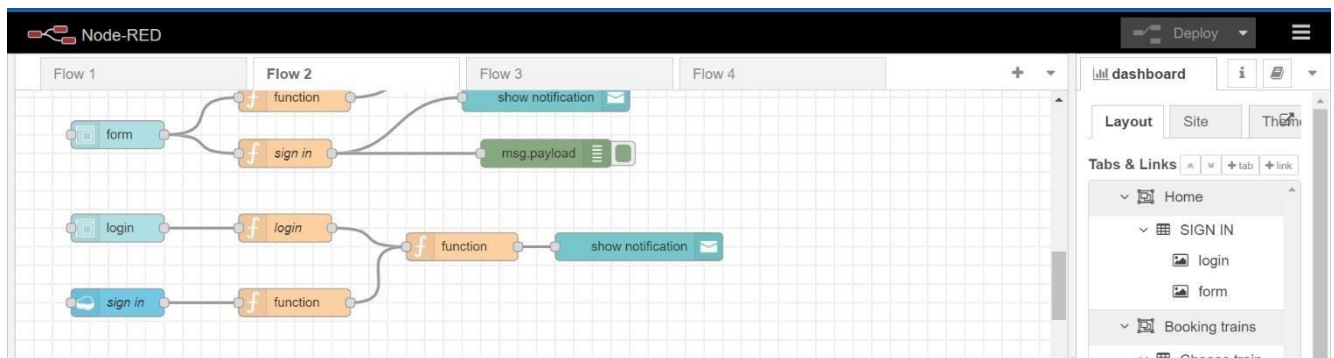 Node-RED
Deploy
Flow 1
Flow 2
Flow 3
Flow 4
dashboard
i
function
show notification
form
sign in
msg.payload
login
login
function
show notification
sign in
function
Layout
Site
Tabs & Links
tab
link
Home
SIGN IN
login
form
Booking trains